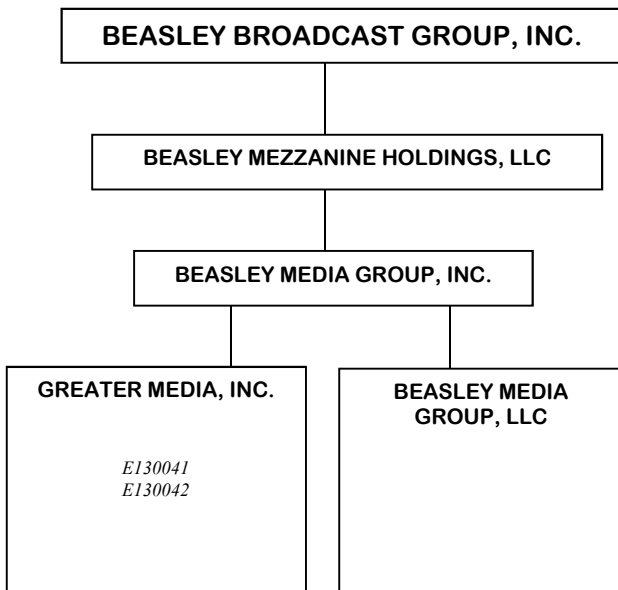 BEASLEY BROADCAST GROUP, INC.
BEASLEY MEZZANINE HOLDINGS, LLC
BEASLEY MEDIA GROUP, INC.
GREATER MEDIA, INC.
E130041
E130042
BEASLEY MEDIA
GROUP, LLC